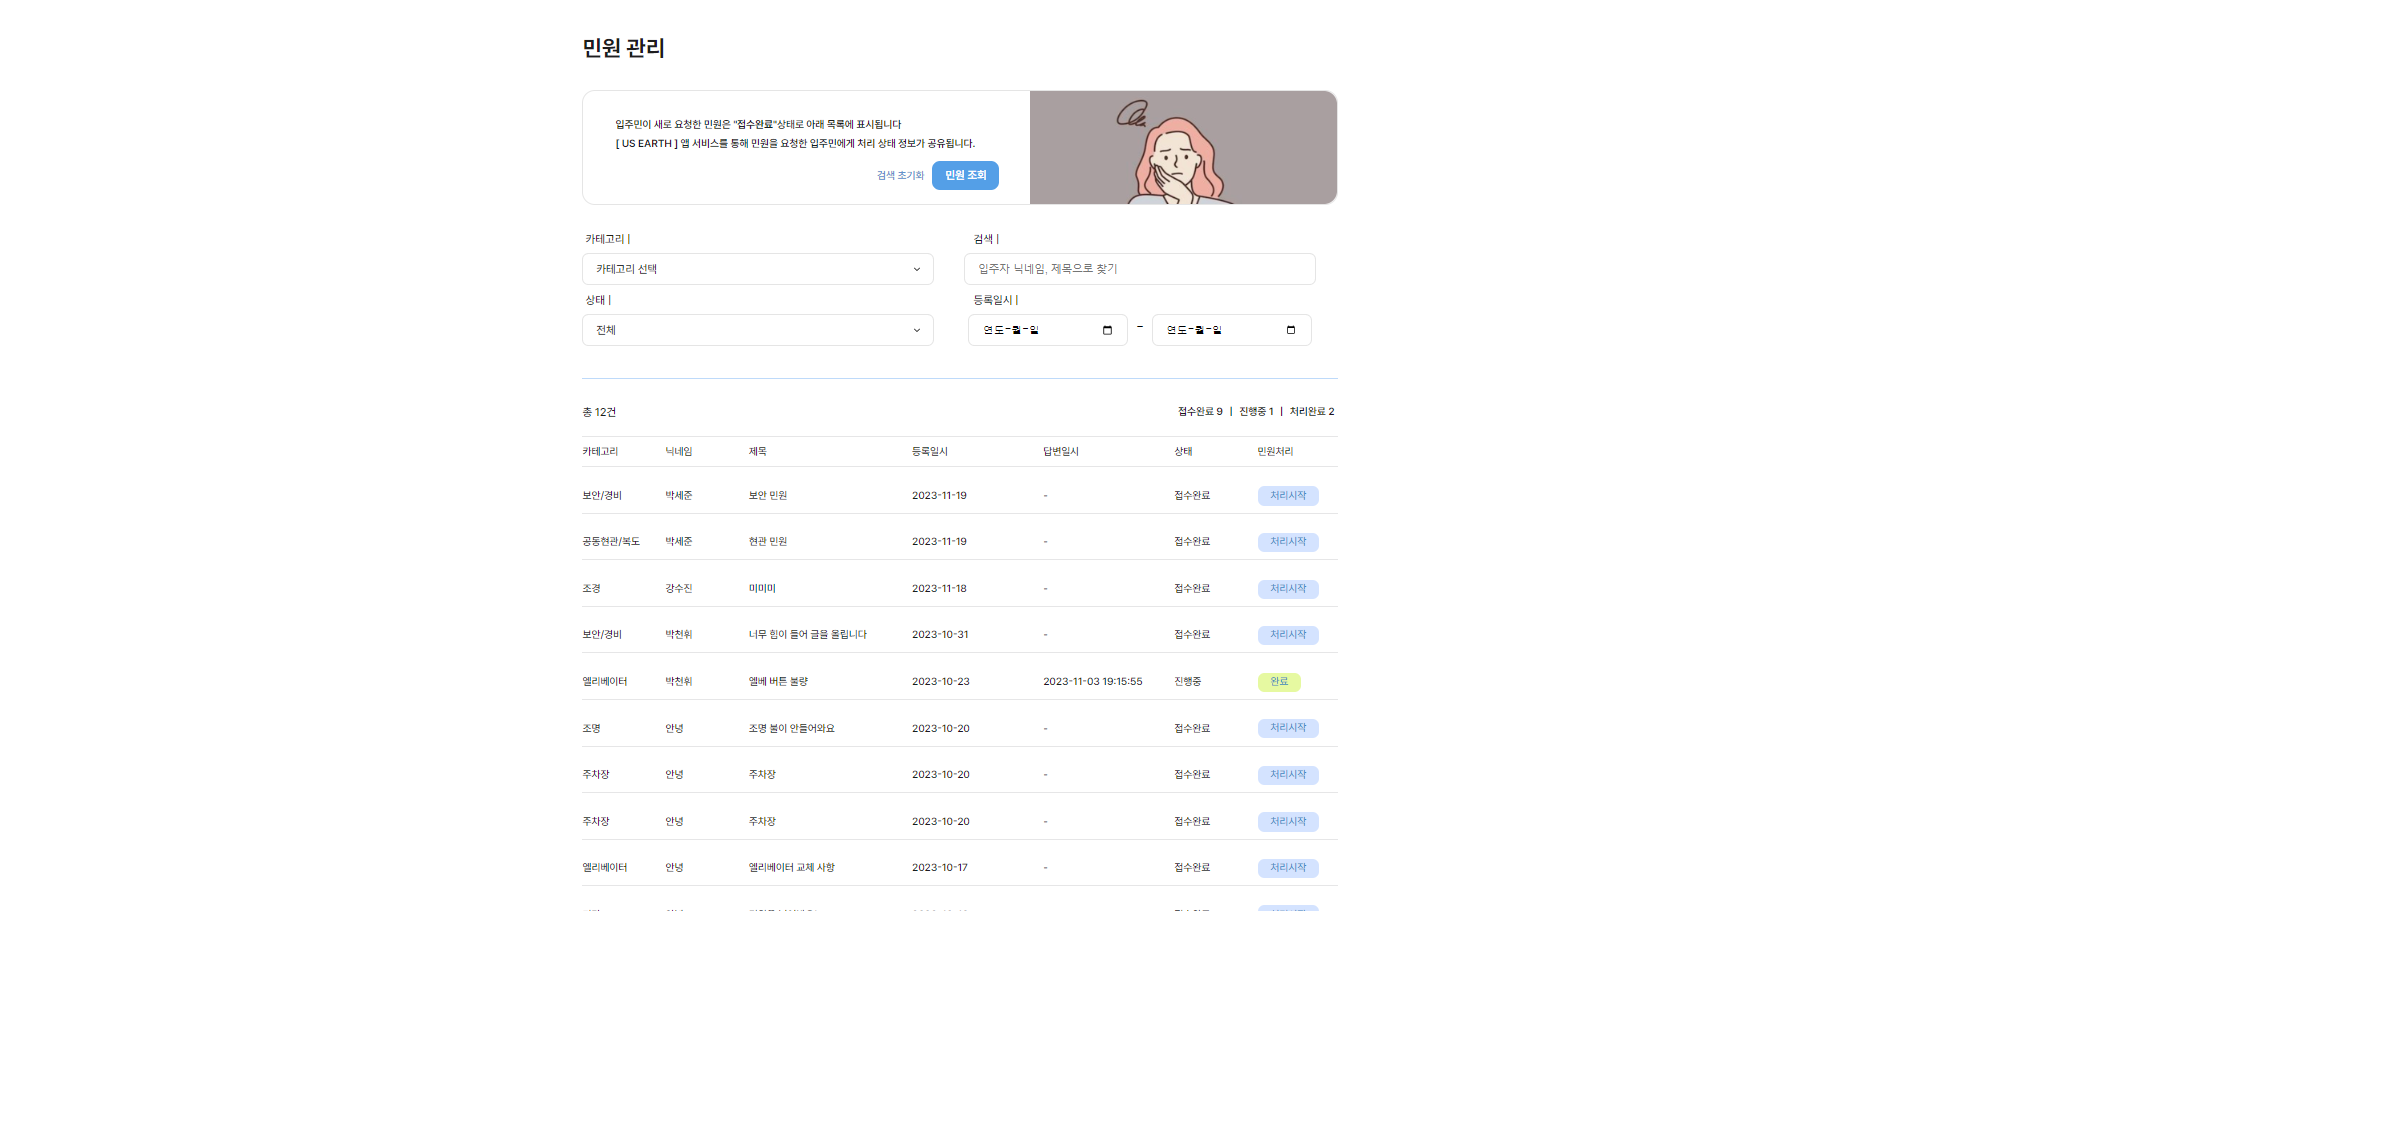 민원 관리
입주민이 새로 요청한 민원은 "접수완료"상태로 아래 목록에 표시됩니다
[ US EARTH ] 앱 서비스를 통해 민원을 요청한 입주민에게 처리 상태 정보가 공유됩니다.
검색 초기화 민원 조회
카테고리 | 검색 |
카테고리 선택 입주자 닉네임, 제목으로 찾기
상태 | 등록일시 |
전체 연도-월-일 - 연도-월-일
총 12건 접수완료 9 | 진행중 1 | 처리완료 2
카테고리 닉네임 제목 등록일시 답변일시 상태 민원처리
보안/경비 박세준 보안 민원 2023-11-19 - 접수완료 처리시작
공동현관/복도 박세준 현관 민원 2023-11-19 - 접수완료 처리시작
조경 강수진 미미미 2023-11-18 - 접수완료 처리시작
보안/경비 박천휘 너무 힘이 들어 글을 올립니다 2023-10-31 - 접수완료 처리시작
엘리베이터 박천휘 엘베 버튼 불량 2023-10-23 2023-11-03 19:15:55 진행중 완료
조명 안녕 조명 불이 안들어와요 2023-10-20 - 접수완료 처리시작
주차장 안녕 주차장 2023-10-20 - 접수완료 처리시작
주차장 안녕 주차장 2023-10-20 - 접수완료 처리시작
엘리베이터 안녕 엘리베이터 교체 사항 2023-10-17 - 접수완료 처리시작